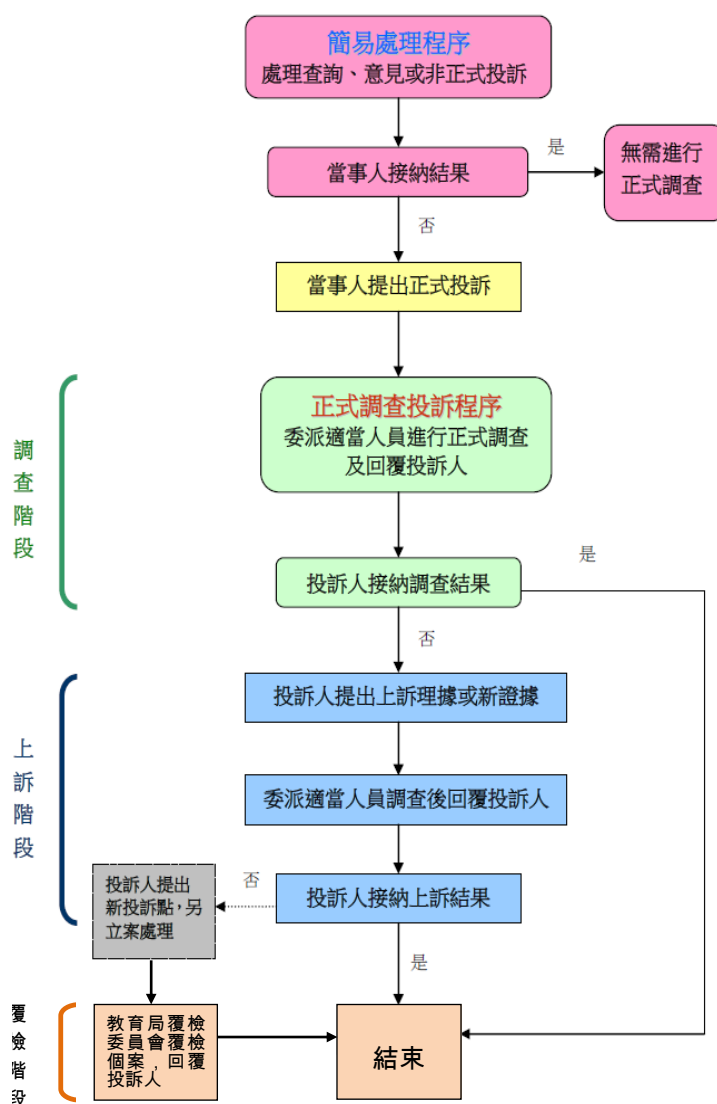 簡易處理程序
處理查詢、意見或非正式投訴
當事人接納結果
是
無需進行
正式調查
否
當事人提出正式投訴
調查階段
正式調查投訴程序
委派適當人員進行正式調查
及回覆投訴人
投訴人接納調查結果
是
否
上訴階段
投訴人提出上訴理據或新證據
委派適當人員調查後回覆投訴人
投訴人接納上訴結果
否
投訴人提出
新投訴點，另
立案處理
是
覆檢階段
教育局覆檢
委員會覆檢
個案，回覆
投訴人
結束